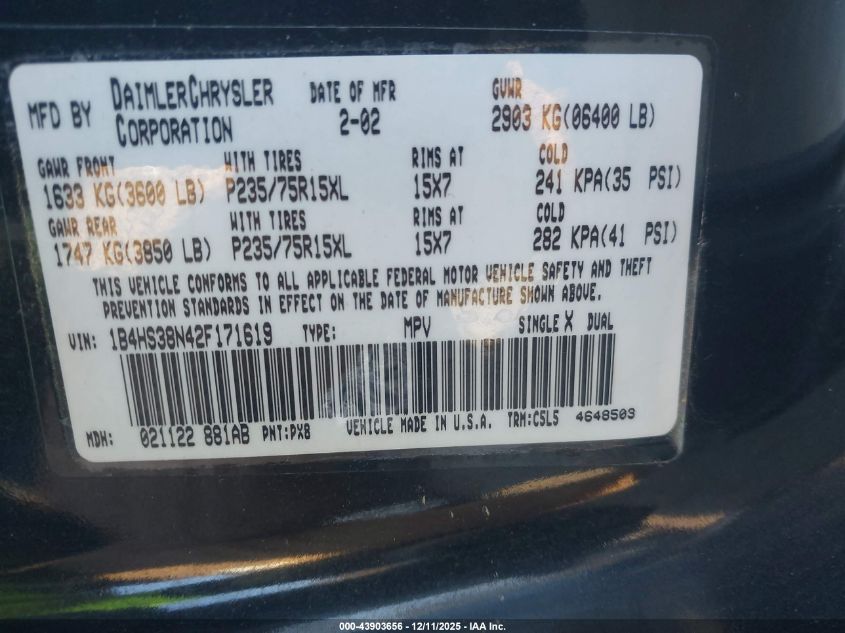 MFD BY DAIMLERCHRYSLER CORPORATION DATE OF MFR 2-02 GVWR 2903 KG(06400 LB)
GAWR FRONT WITH TIRES RIMS AT COLD
1633 KG(3600 LB) P235/75R15XL 15X7 241 KPA(35 PSI)
GAWR REAR WITH TIRES RIMS AT COLD
1747 KG(3850 LB) P235/75R15XL 15X7 282 KPA(41 PSI)
THIS VEHICLE CONFORMS TO ALL APPLICABLE FEDERAL MOTOR VEHICLE SAFETY AND THEFT
PREVENTION STANDARDS IN EFFECT ON THE DATE OF MANUFACTURE SHOWN ABOVE.
VIN: 1B4HS38N42F171619 TYPE: MPV SINGLE X DUAL
MDH: 021122 881AB PNT:PX8 VEHICLE MADE IN U.S.A. TRM:C5L5 4648503
000-43903656 • 12/11/2025 • IAA Inc.